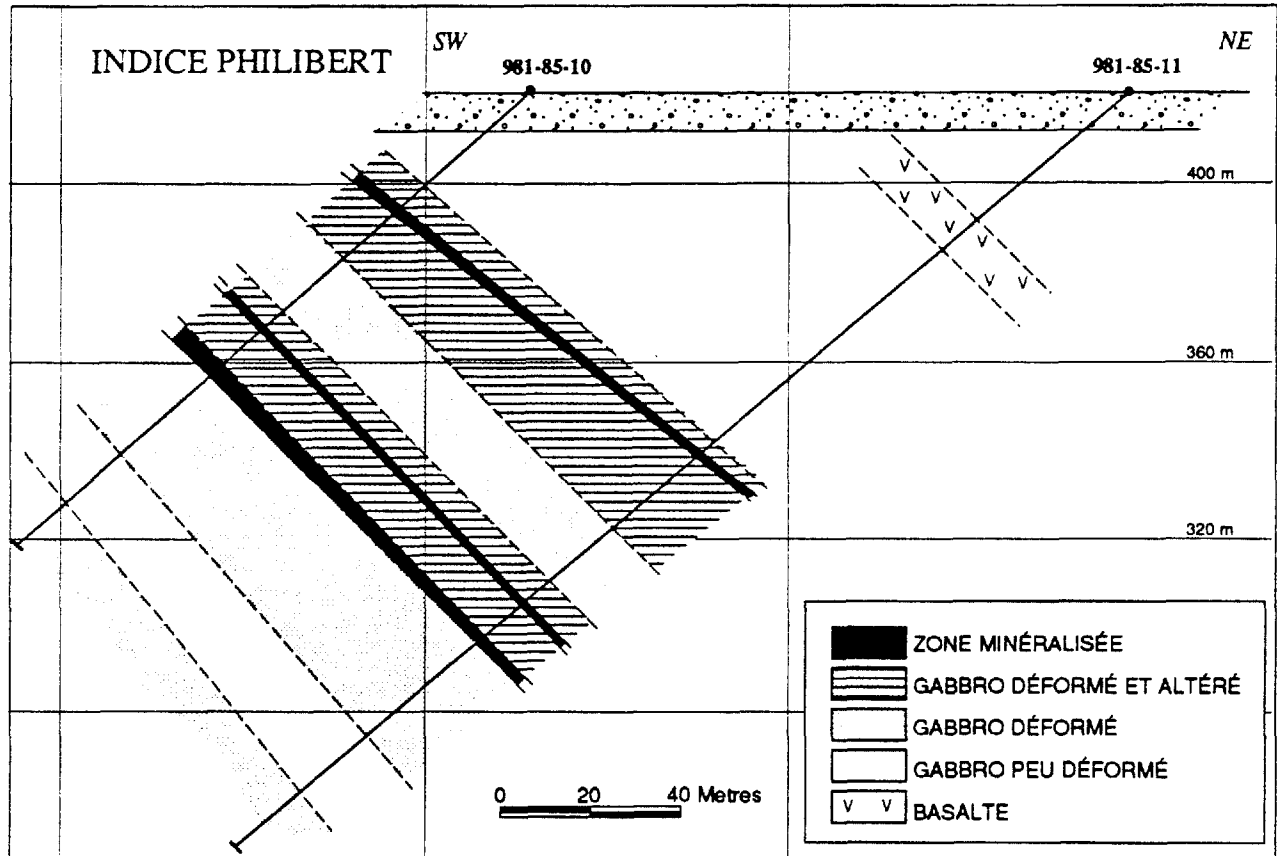 INDICE PHILIBERT
SW
NE
981-85-10
981-85-11
400 m
360 m
320 m
0 20 40 Metres
ZONE MINÉRALISÉE
GABBRO DÉFORMÉ ET ALTÉRÉ
GABBRO DÉFORMÉ
GABBRO PEU DÉFORMÉ
V V BASALTE